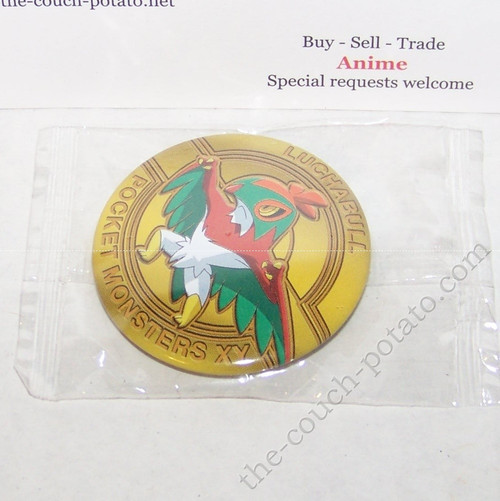 the-couch-potato.net
Buy - Sell - Trade
Anime
Special requests welcome
LUCHABULL
POCKET MONSTERS XY
the-couch-potato.com